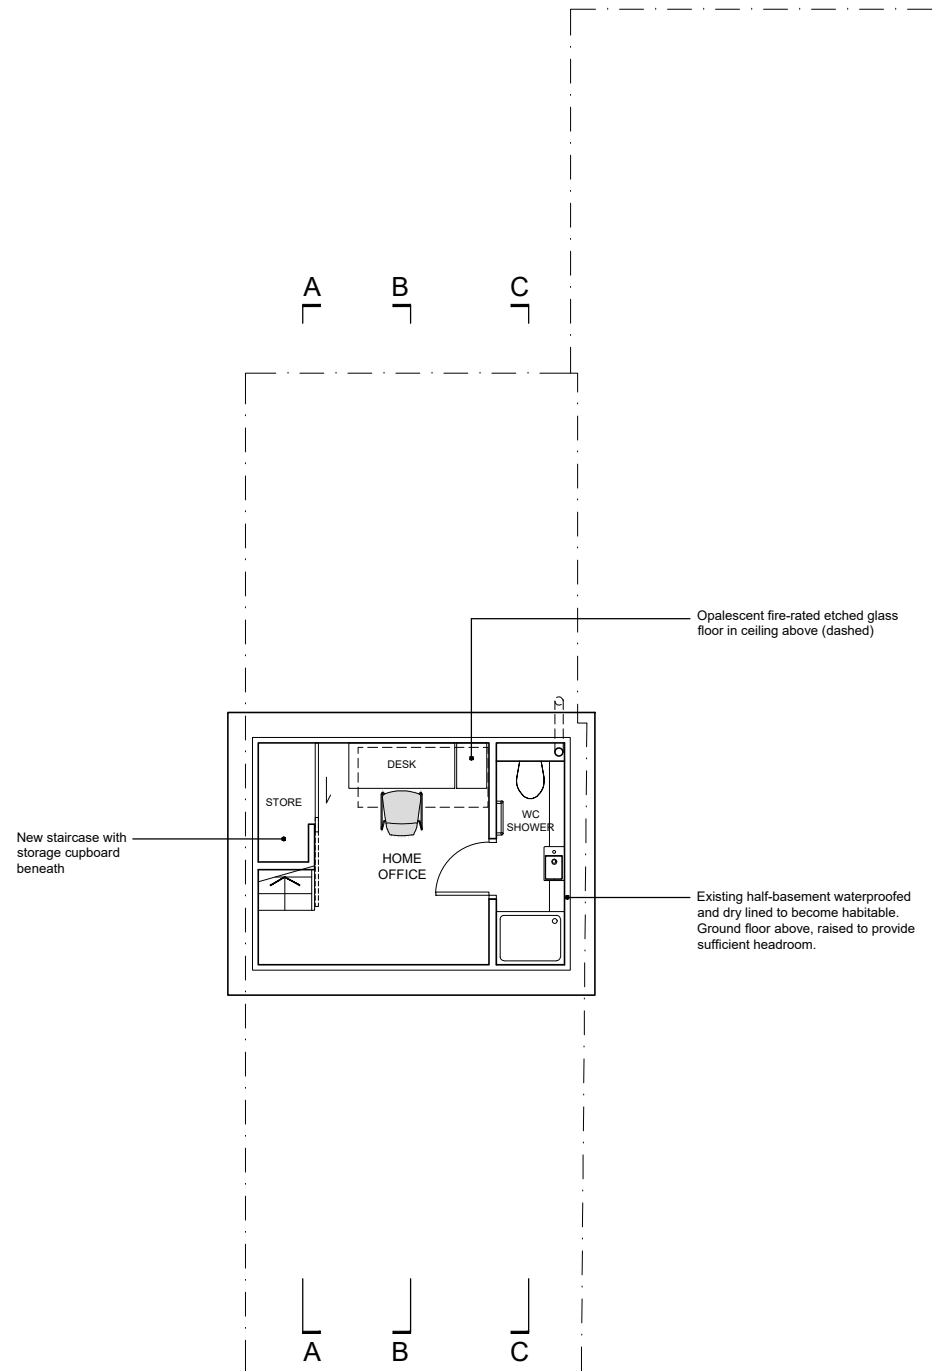 A
B
C
Opalescent fire-rated etched glass
floor in ceiling above (dashed)
DESK
STORE
WC
SHOWER
New staircase with
storage cupboard
beneath
HOME
OFFICE
Existing half-basement waterproofed
and dry lined to become habitable.
Ground floor above, raised to provide
sufficient headroom.
A
B
C